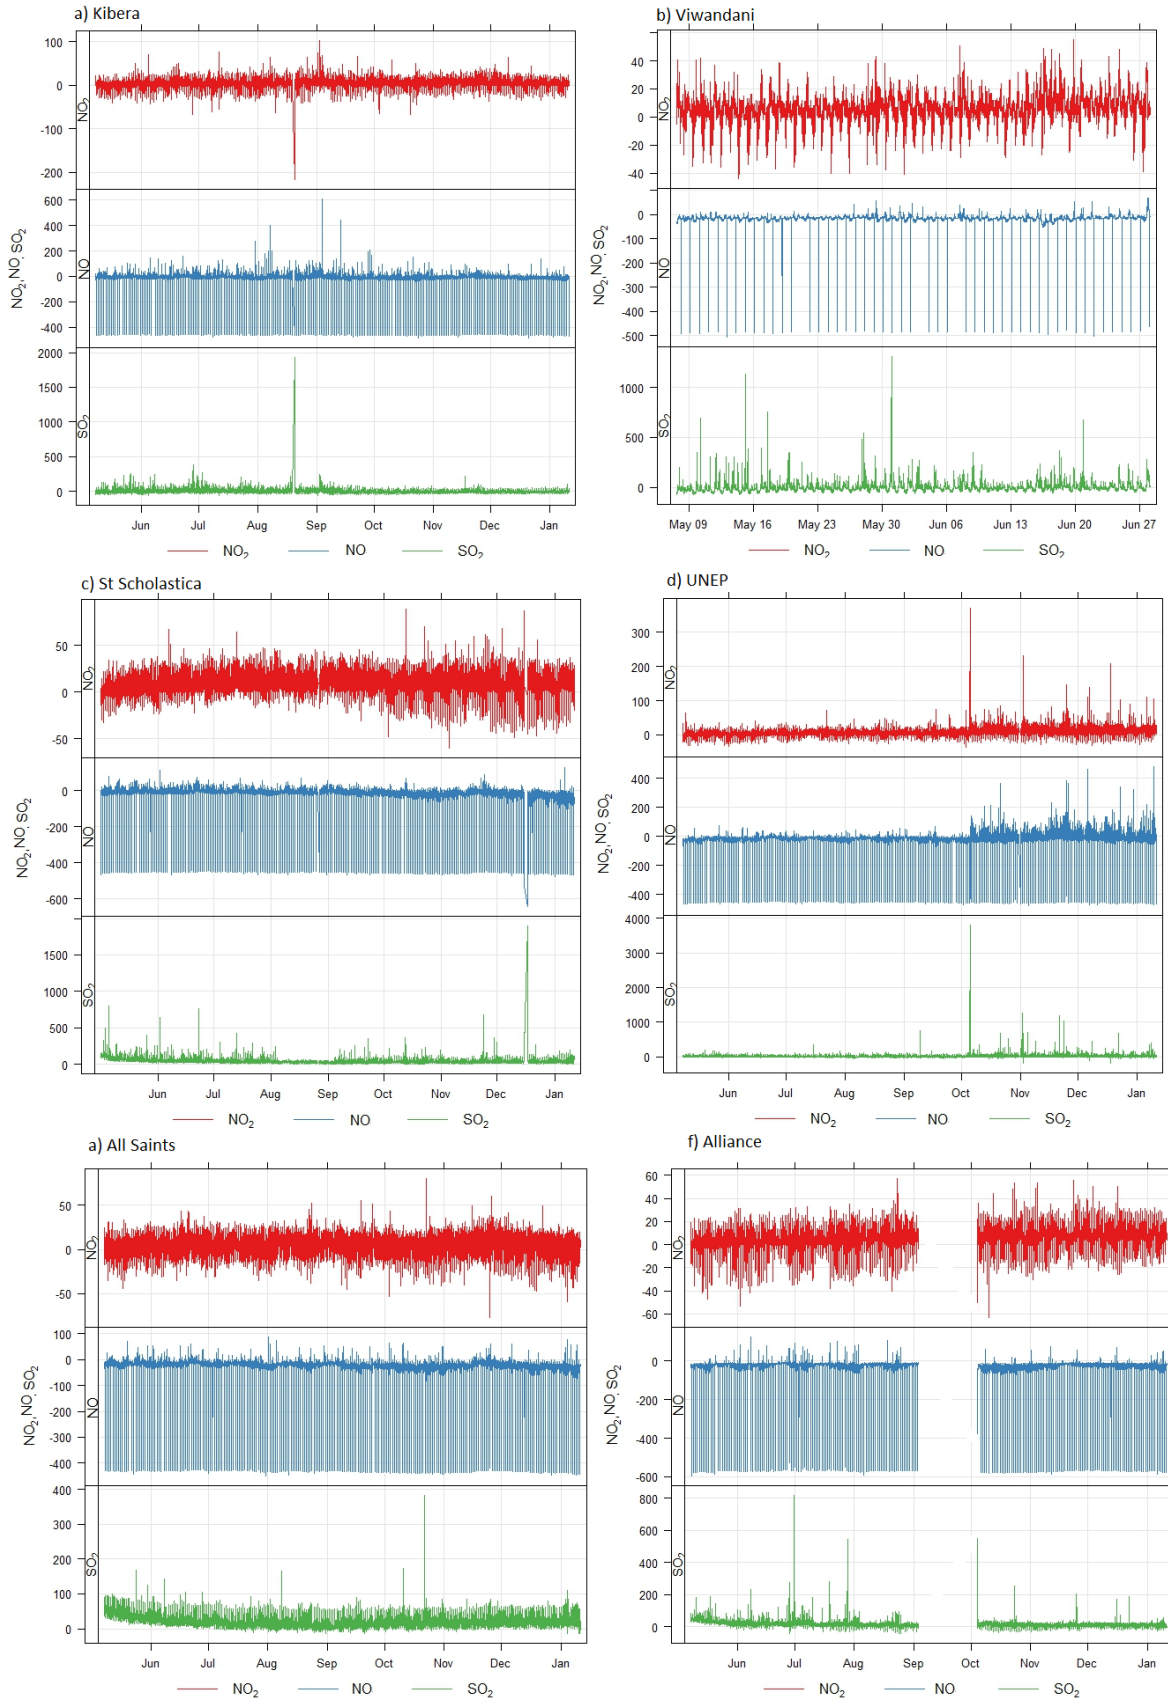 a) Kibera
100
0
-100
-200
NO2
600
400
200
0
-200
-400
NO
2000
1500
1000
500
0
SO2
NO2, NO, SO2
Jun Jul Aug Sep Oct Nov Dec Jan
NO2 NO SO2
b) Viwandani
40
20
0
-20
-40
NO2
0
-100
-200
-300
-400
-500
NO
1000
500
0
SO2
NO2, NO, SO2
May 09 May 16 May 23 May 30 Jun 06 Jun 13 Jun 20 Jun 27
NO2 NO SO2
c) St Scholastica
50
0
-50
NO2
0
-200
-400
-600
NO
1500
1000
500
0
SO2
NO2, NO, SO2
Jun Jul Aug Sep Oct Nov Dec Jan
NO2 NO SO2
d) UNEP
300
200
100
0
NO2
400
200
0
-200
-400
NO
4000
3000
2000
1000
0
SO2
NO2, NO, SO2
Jun Jul Aug Sep Oct Nov Dec Jan
NO2 NO SO2
a) All Saints
50
0
-50
NO2
100
0
-100
-200
-300
-400
NO
400
300
200
100
0
SO2
NO2, NO, SO2
Jun Jul Aug Sep Oct Nov Dec Jan
NO2 NO SO2
f) Alliance
60
40
20
0
-20
-40
-60
NO2
0
-200
-400
-600
NO
800
600
400
200
0
SO2
NO2, NO, SO2
Jun Jul Aug Sep Oct Nov Dec Jan
NO2 NO SO2